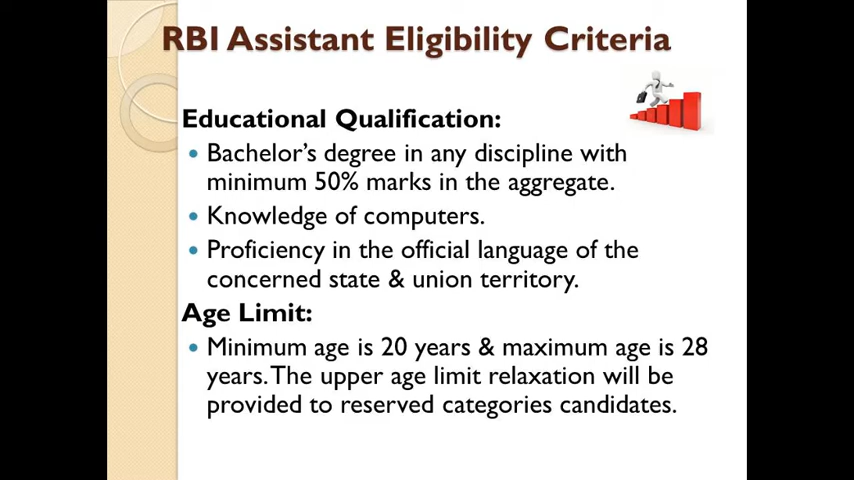 RBI Assistant Eligibility Criteria
Educational Qualification:
• Bachelor's degree in any discipline with
minimum 50% marks in the aggregate.
• Knowledge of computers.
• Proficiency in the official language of the
concerned state & union territory.
Age Limit:
• Minimum age is 20 years & maximum age is 28
years. The upper age limit relaxation will be
provided to reserved categories candidates.